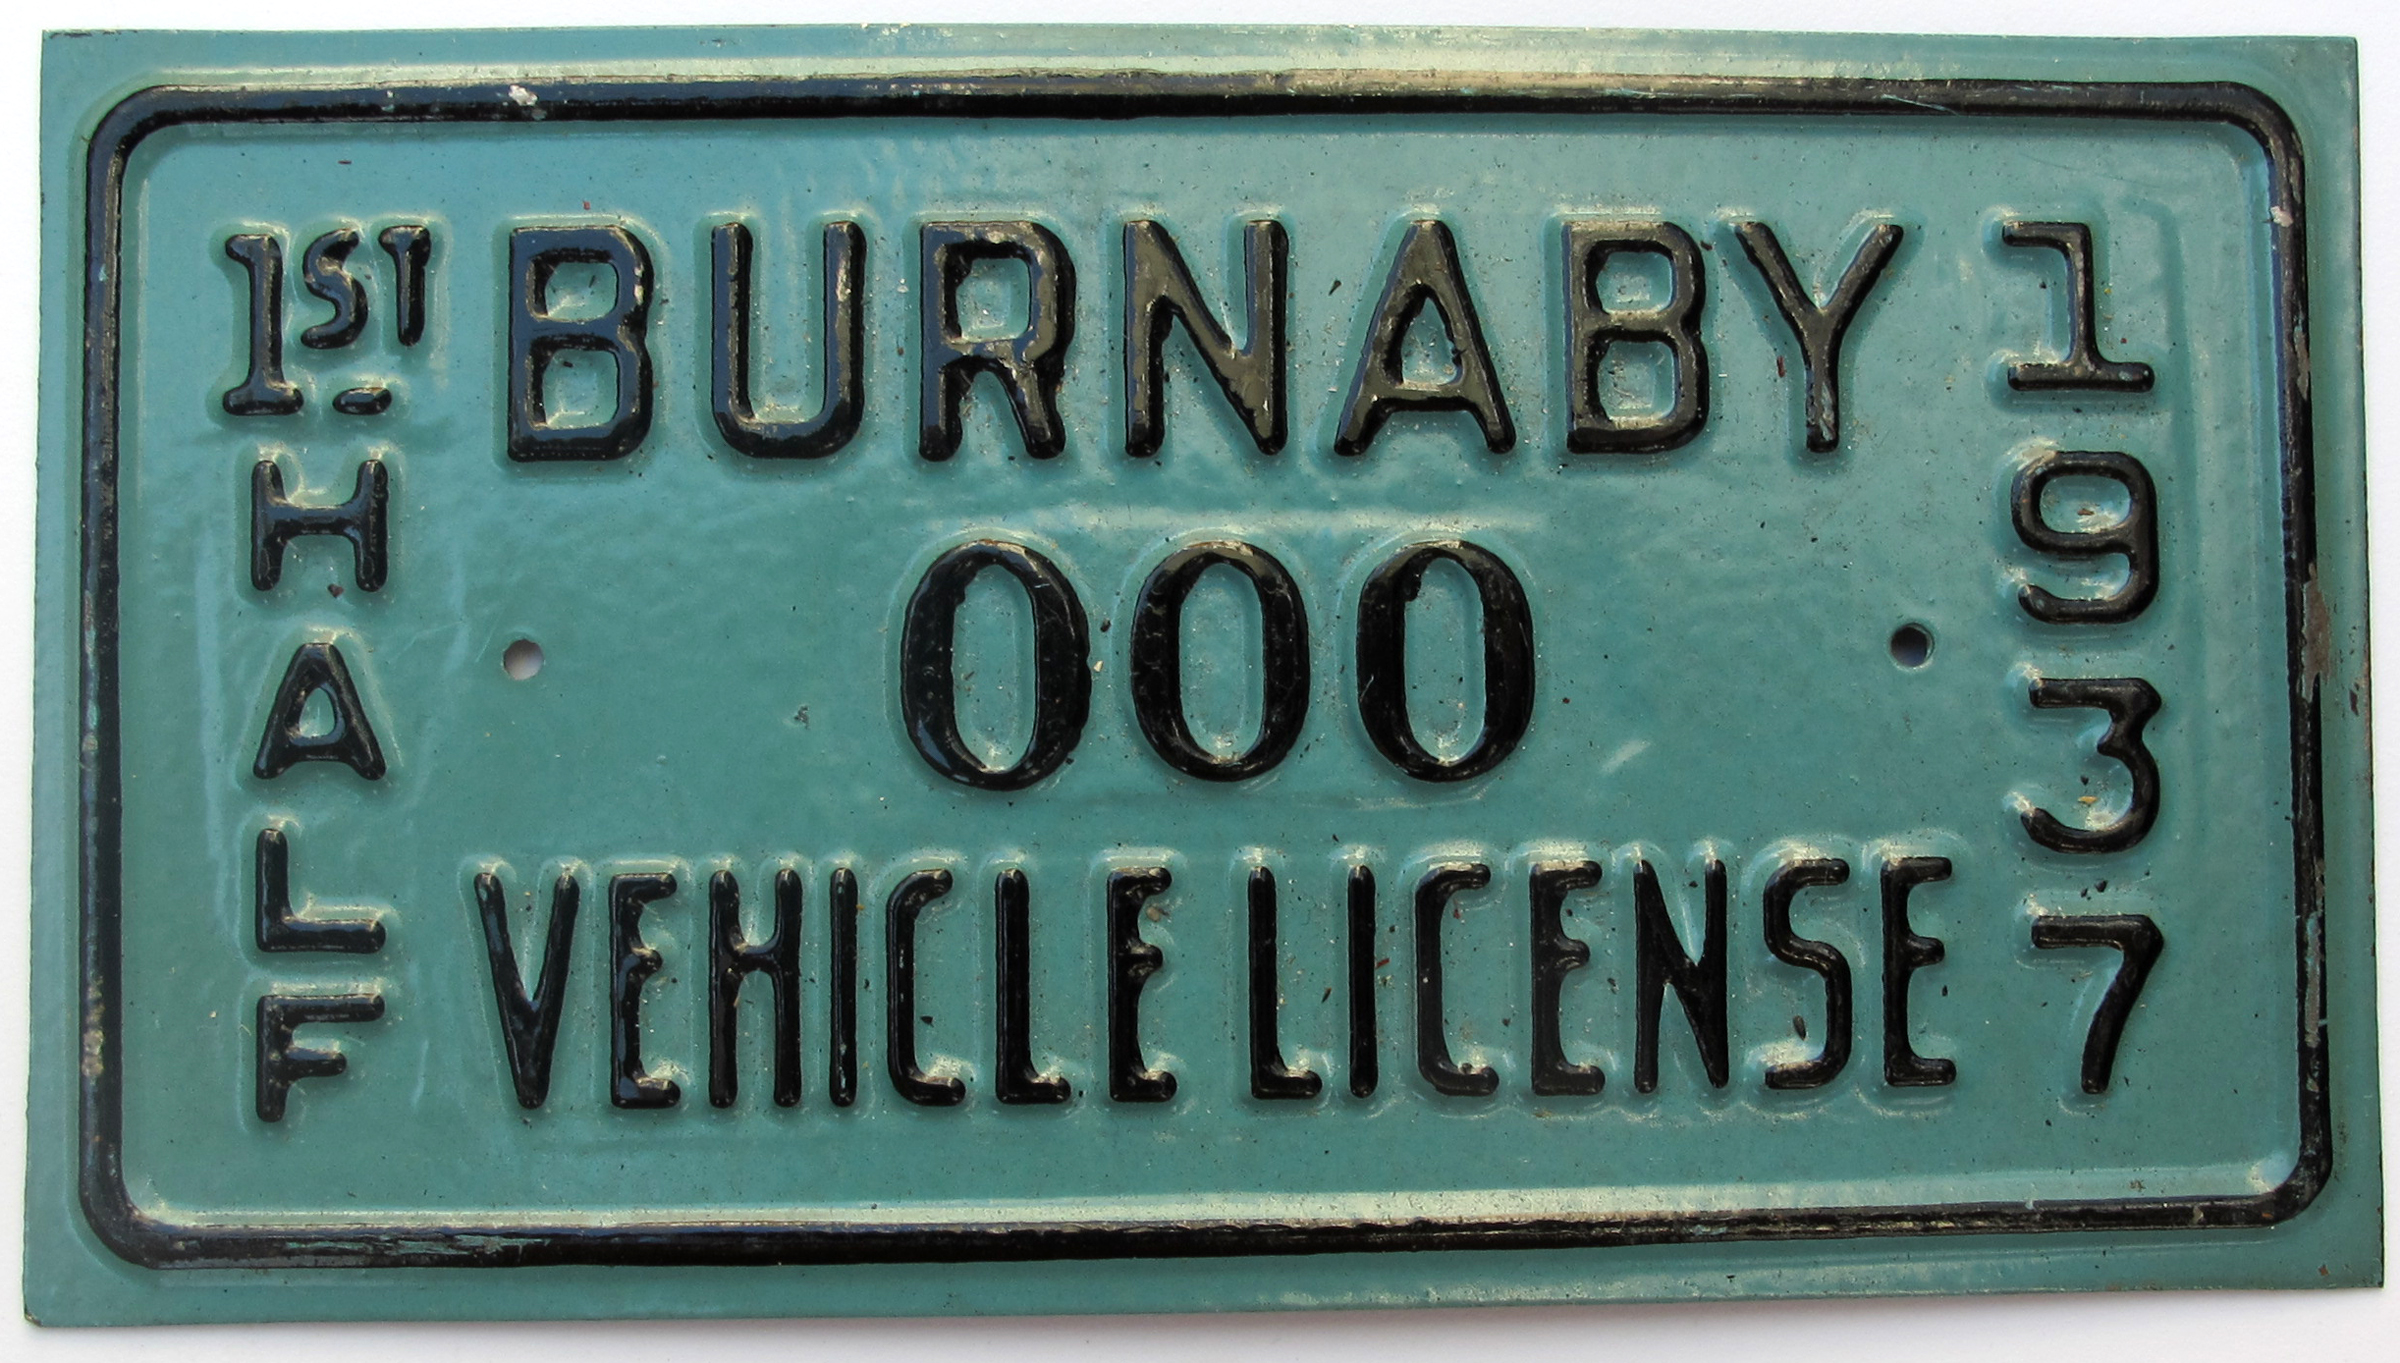 1ST-HALF
BURNABY
000
VEHICLE LICENSE
1937